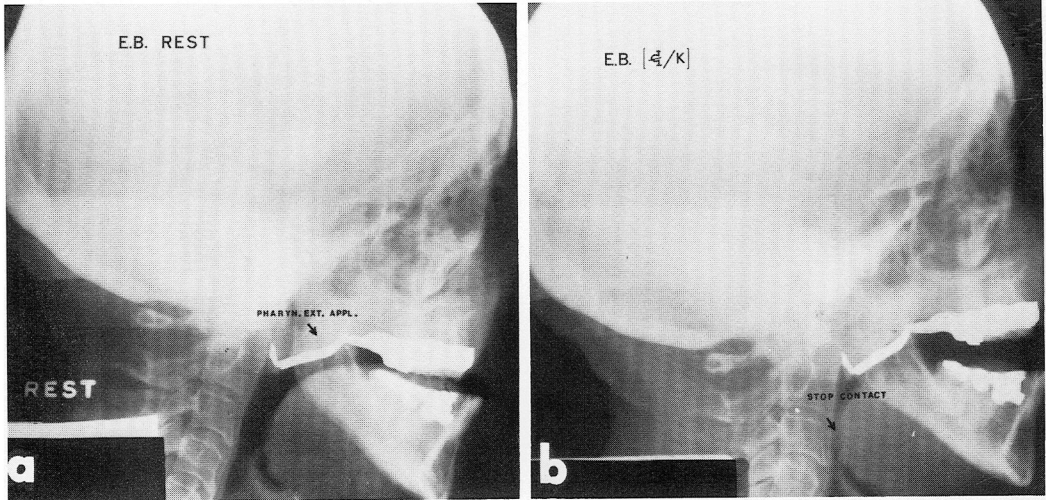 E.B. REST
PHARYN. EXT. APPL.
REST
a
E.B.
STOP CONTACT
b